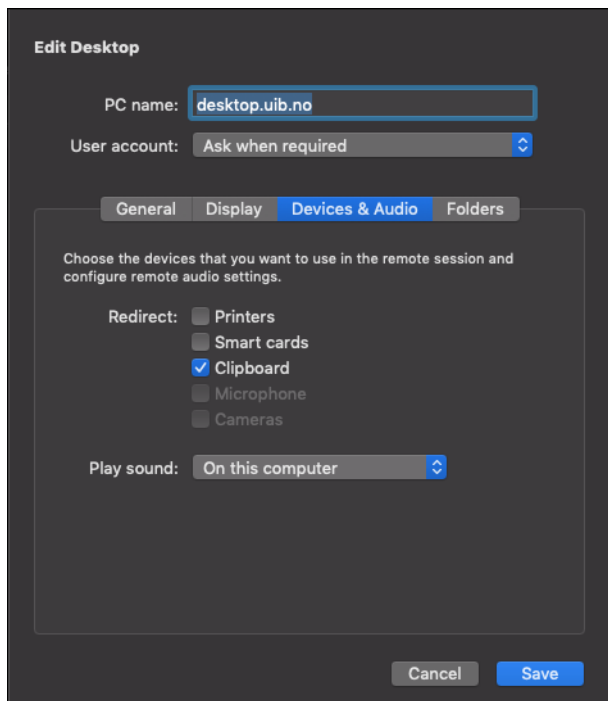 Edit Desktop
PC name: desktop.uib.no
User account: Ask when required
General Display Devices & Audio Folders
Choose the devices that you want to use in the remote session and
configure remote audio settings.
Redirect: Printers
Smart cards
Clipboard
Microphone
Cameras
Play sound: On this computer
Cancel Save